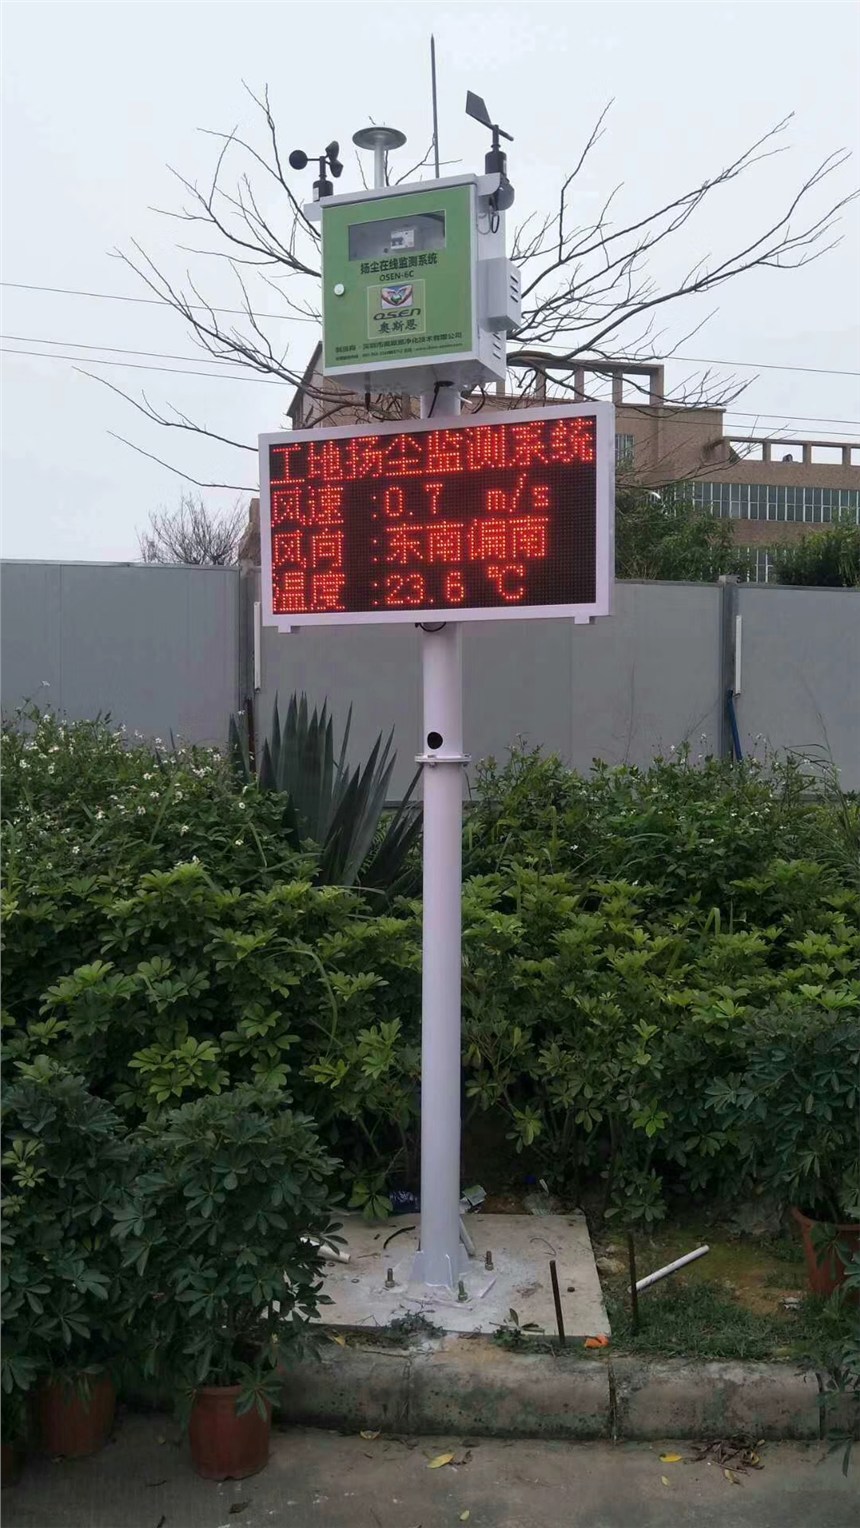 扬尘在线监测系统
OSEN-6C
OSEN
奥斯恩
工地扬尘监测系统
风速 :0.7 m/s
风向 :东南偏南
温度 :23.6 ℃